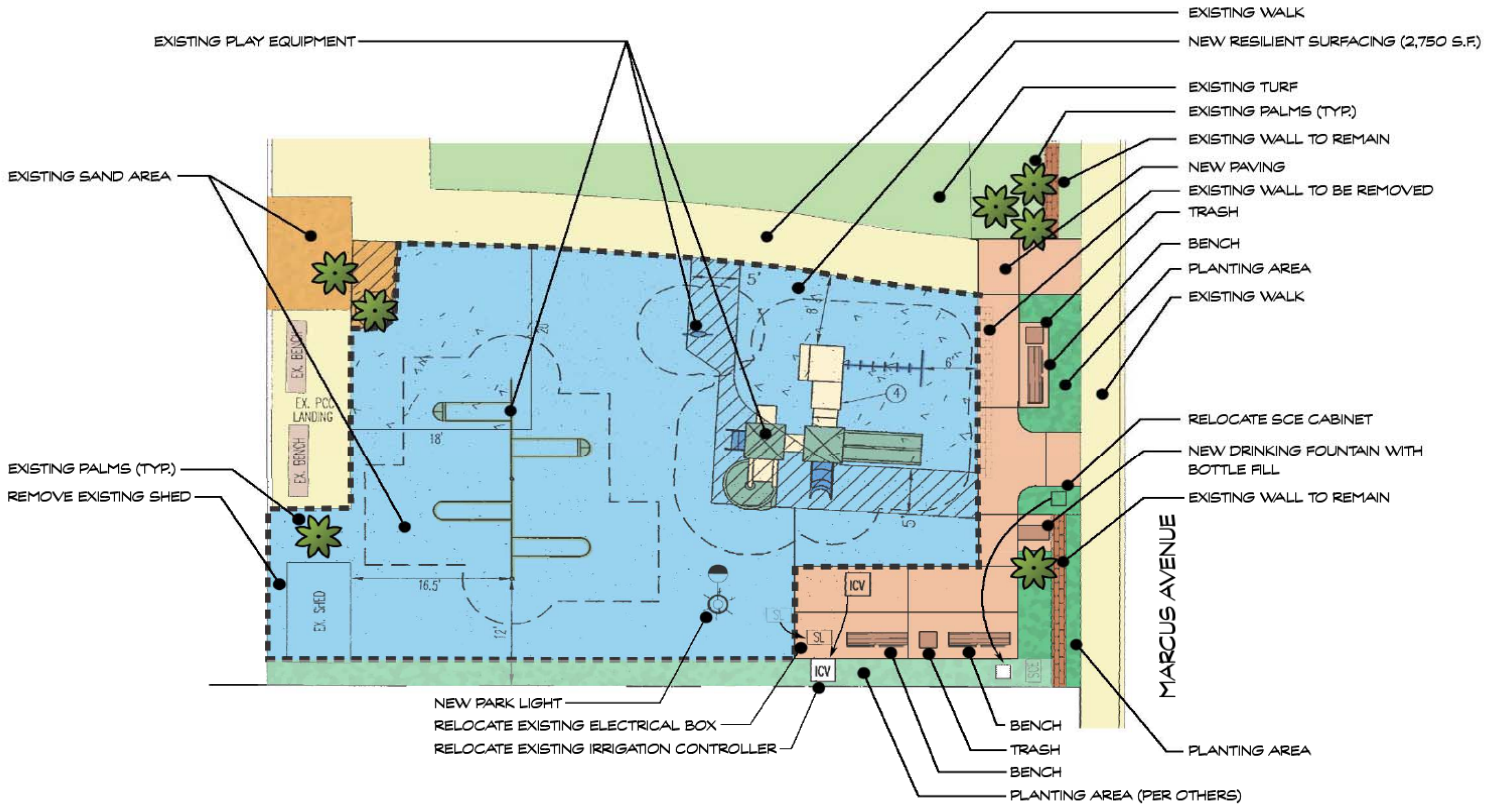 EXISTING WALK
EXISTING PLAY EQUIPMENT
NEW RESILIENT SURFACING (2,750 S.F.)
EXISTING TURF
EXISTING PALMS (TYP.)
EXISTING WALL TO REMAIN
NEW PAVING
EXISTING SAND AREA
EXISTING WALL TO BE REMOVED
TRASH
BENCH
PLANTING AREA
EXISTING WALK
5'
8'
20'
EX. BENCH
6'
4
EX. PCC
LANDING
18'
RELOCATE SCE CABINET
EX. BENCH
NEW DRINKING FOUNTAIN WITH
BOTTLE FILL
EXISTING PALMS (TYP.)
REMOVE EXISTING SHED
EXISTING WALL TO REMAIN
5'
MARCUS AVENUE
16.5'
ICV
EX. SHED
12'
SL
SL
ICV
SCE
NEW PARK LIGHT
RELOCATE EXISTING ELECTRICAL BOX
RELOCATE EXISTING IRRIGATION CONTROLLER
BENCH
TRASH
BENCH
PLANTING AREA (PER OTHERS)
PLANTING AREA